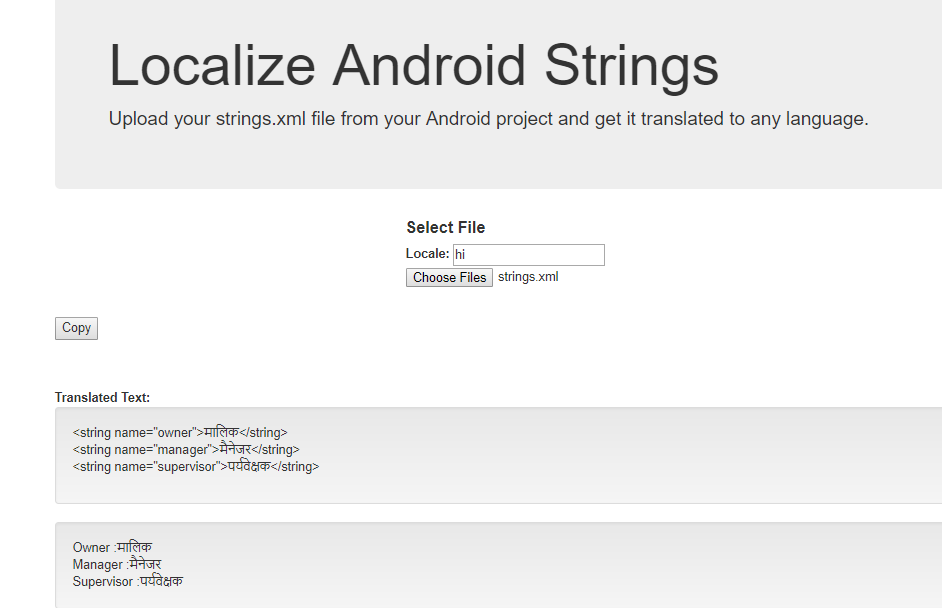 Localize Android Strings
Upload your strings.xml file from your Android project and get it translated to any language.
Select File
Locale: hi
Choose Files strings.xml
Copy
Translated Text:
<string name="owner">मालिक</string>
<string name="manager">मैनेजर</string>
<string name="supervisor">पर्यवेक्षक</string>
Owner :मालिक
Manager :मैनेजर
Supervisor :पर्यवेक्षक